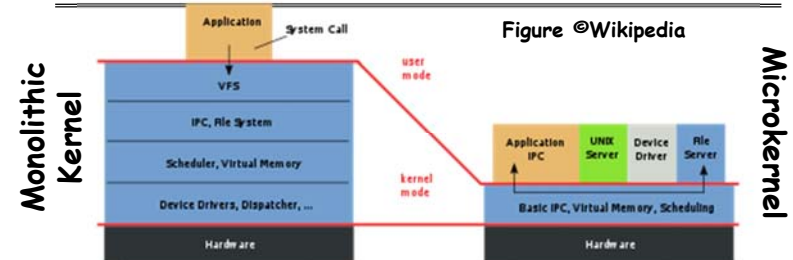 Monolithic
Kernel
Application
System Call
VFS
IPC, File System
Scheduler, Virtual Memory
Device Drivers, Dispatcher, ...
Hardware
user
mode
kernel
mode
Figure ©Wikipedia
Application
IPC
UNIX
Server
Device
Driver
File
Server
Basic IPC, Virtual Memory, Scheduling
Hardware
Microkernel